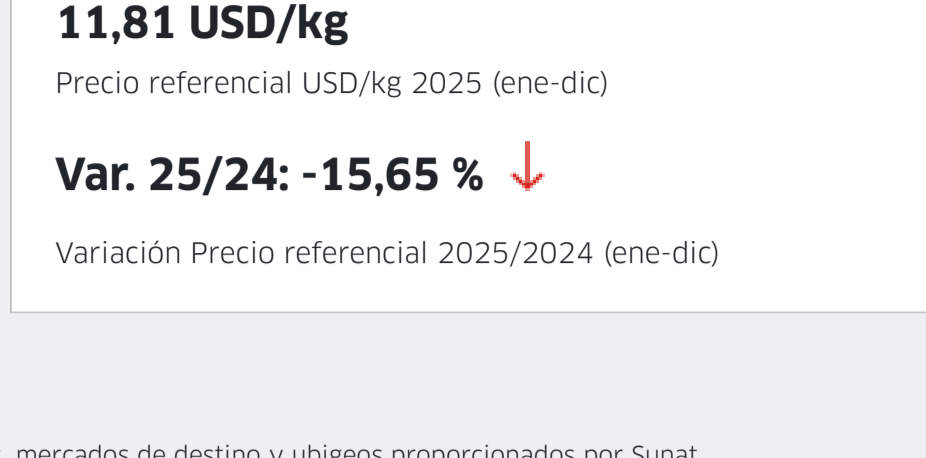 11,81 USD/kg
Precio referencial USD/kg 2025 (ene-dic)
Var. 25/24: -15,65 %
Variación Precio referencial 2025/2024 (ene-dic)
mercados de destino y ubigeos proporcionados por Sunat